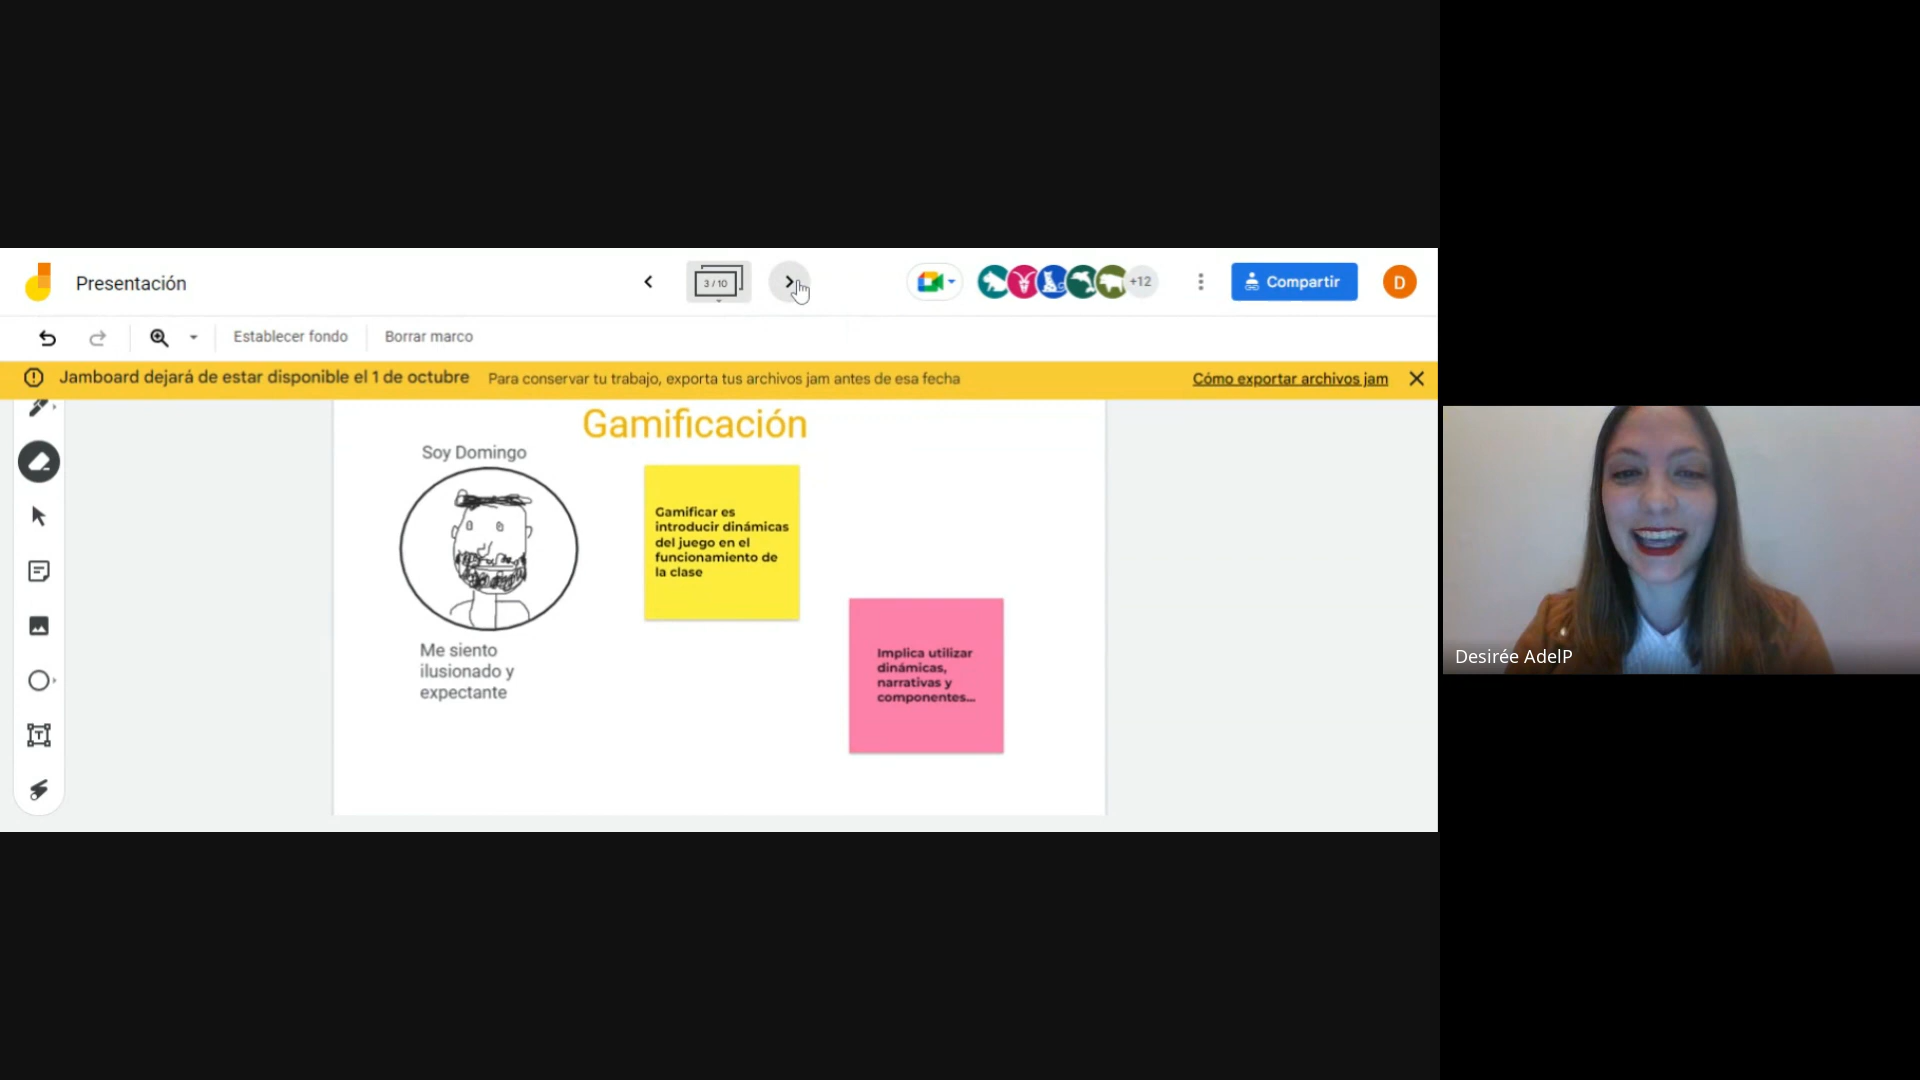 Presentación
3 / 10
+12
Compartir
D
Establecer fondo
Borrar marco
Jamboard dejará de estar disponible el 1 de octubre
Para conservar tu trabajo, exporta tus archivos jam antes de esa fecha
Cómo exportar archivos jam
Gamificación
Soy Domingo
Me siento
ilusionado y
expectante
Gamificar es
introducir dinámicas
del juego en el
funcionamiento de
la clase
Implica utilizar
dinámicas,
narrativas y
componentes...
Desirée AdelP